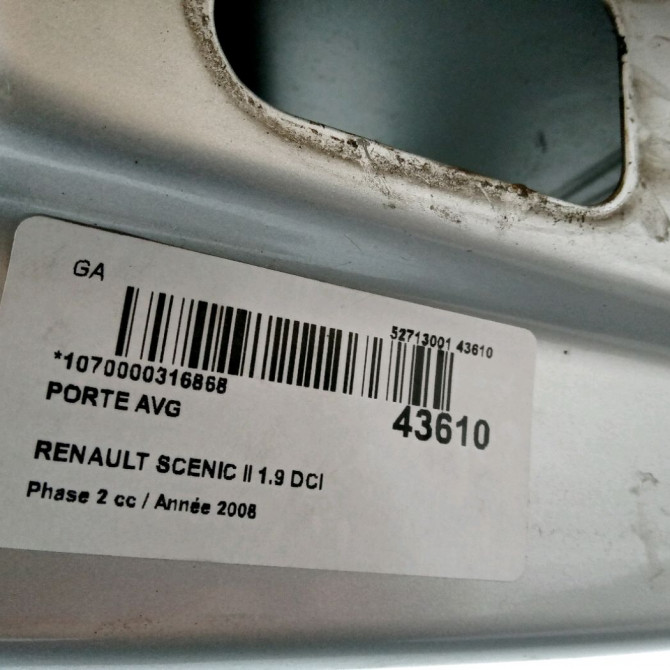 GA
52713001 43610
*1070000316868
PORTE AVG
43610
RENAULT SCENIC II 1.9 DCI
Phase 2 cc / Année 2008